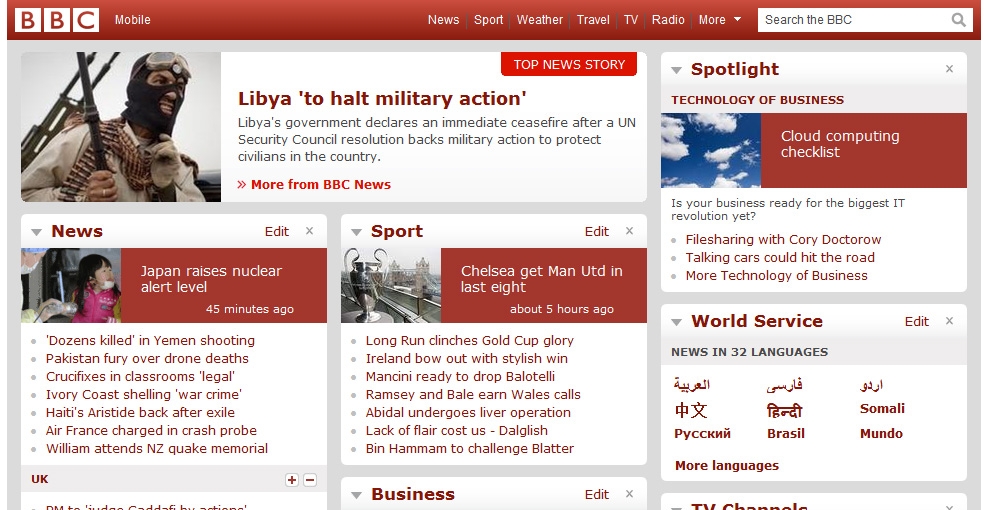 BBC Mobile News Sport Weather Travel TV Radio More Search the BBC
TOP NEWS STORY
Libya 'to halt military action'
Libya's government declares an immediate ceasefire after a UN
Security Council resolution backs military action to protect
civilians in the country.
» More from BBC News
News Edit ×
Japan raises nuclear
alert level
45 minutes ago
'Dozens killed' in Yemen shooting
Pakistan fury over drone deaths
Crucifixes in classrooms 'legal'
Ivory Coast shelling 'war crime'
Haiti's Aristide back after exile
Air France charged in crash probe
William attends NZ quake memorial
UK
PM to 'judge Gaddafi by actions'
Sport Edit ×
Chelsea get Man Utd in
last eight
about 5 hours ago
Long Run clinches Gold Cup glory
Ireland bow out with stylish win
Mancini ready to drop Balotelli
Ramsey and Bale earn Wales calls
Abidal undergoes liver operation
Lack of flair cost us - Dalglish
Bin Hammam to challenge Blatter
Business Edit ×
Spotlight ×
TECHNOLOGY OF BUSINESS
Cloud computing
checklist
Is your business ready for the biggest IT
revolution yet?
Filesharing with Cory Doctorow
Talking cars could hit the road
More Technology of Business
World Service Edit ×
NEWS IN 32 LANGUAGES
العربية فارسی اردو
中文 हिन्दी Somali
Русский Brasil Mundo
More languages
TV Channels ×